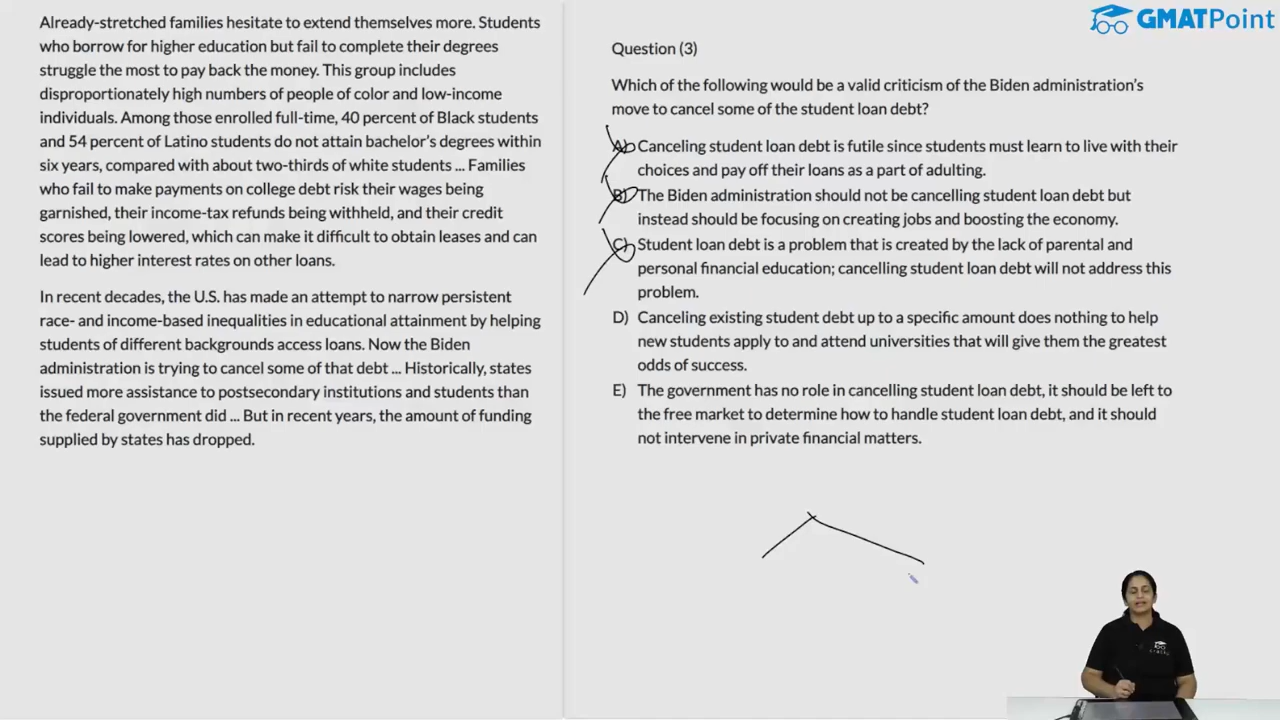 Already-stretched families hesitate to extend themselves more. Students
who borrow for higher education but fail to complete their degrees
struggle the most to pay back the money. This group includes
disproportionately high numbers of people of color and low-income
individuals. Among those enrolled full-time, 40 percent of Black students
and 54 percent of Latino students do not attain bachelor's degrees within
six years, compared with about two-thirds of white students ... Families
who fail to make payments on college debt risk their wages being
garnished, their income-tax refunds being withheld, and their credit
scores being lowered, which can make it difficult to obtain leases and can
lead to higher interest rates on other loans.
In recent decades, the U.S. has made an attempt to narrow persistent
race- and income-based inequalities in educational attainment by helping
students of different backgrounds access loans. Now the Biden
administration is trying to cancel some of that debt ... Historically, states
issued more assistance to postsecondary institutions and students than
the federal government did ... But in recent years, the amount of funding
supplied by states has dropped.
GMATPoint
Question (3)
Which of the following would be a valid criticism of the Biden administration's
move to cancel some of the student loan debt?
A) Canceling student loan debt is futile since students must learn to live with their
choices and pay off their loans as a part of adulting.
B) The Biden administration should not be cancelling student loan debt but
instead should be focusing on creating jobs and boosting the economy.
C) Student loan debt is a problem that is created by the lack of parental and
personal financial education; cancelling student loan debt will not address this
problem.
D) Canceling existing student debt up to a specific amount does nothing to help
new students apply to and attend universities that will give them the greatest
odds of success.
E) The government has no role in cancelling student loan debt, it should be left to
the free market to determine how to handle student loan debt, and it should
not intervene in private financial matters.